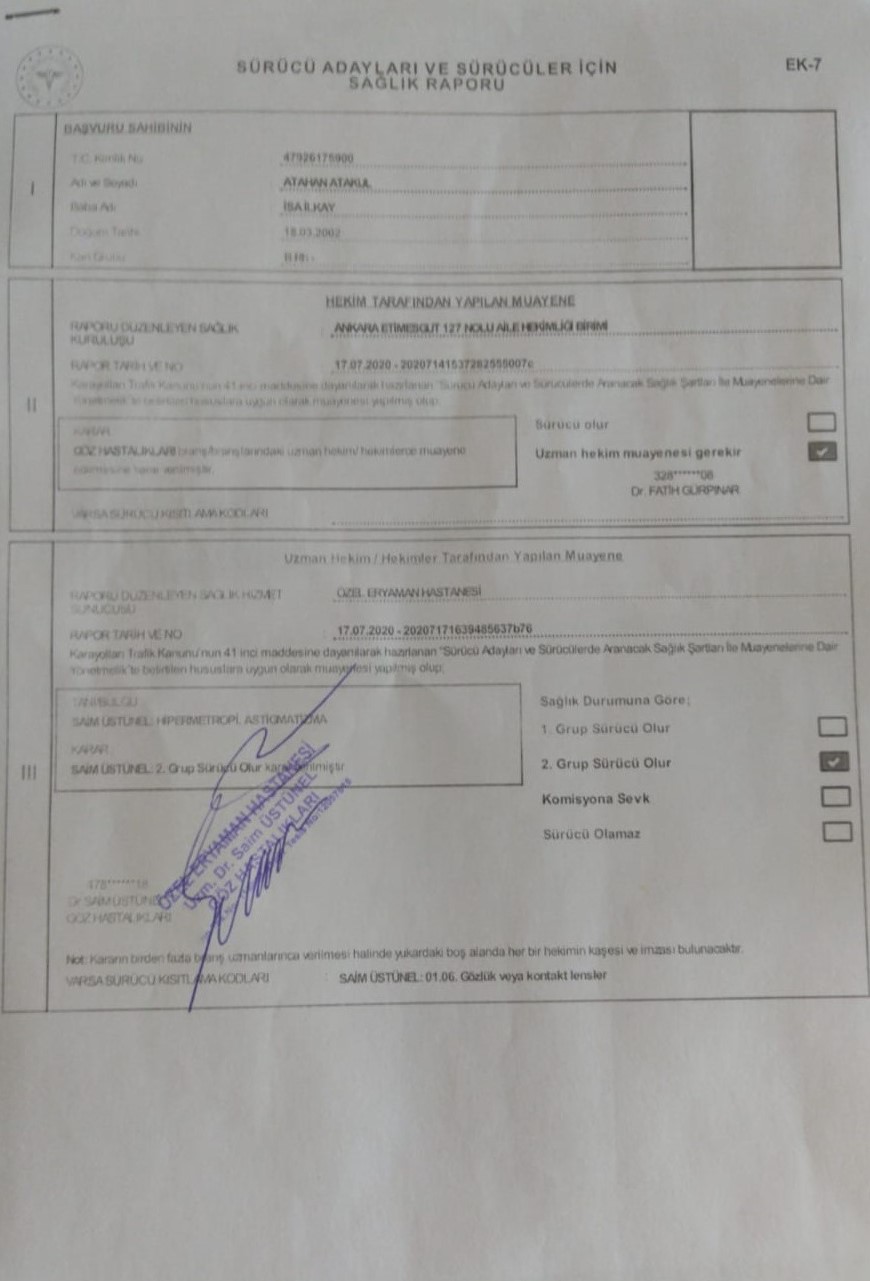 SÜRÜCÜ ADAYLARI VE SÜRÜCÜLER İÇİN
SAĞLIK RAPORU
EK-7
I
BAŞVURU SAHİBİNİN
T.C. Kimlik No 47926175900
Adı ve Soyadı ATAHAN ATAKUL
Baba Adı İSA İLKAY
Doğum Tarihi 18.03.2002
Kan Grubu
II
HEKİM TARAFINDAN YAPILAN MUAYENE
RAPORU DÜZENLEYEN SAĞLIK : ANKARA ETİMESGUT 127 NOLU AİLE HEKİMLİĞİ BİRİMİ
KURULUŞU
RAPOR TARİH VE NO : 17.07.2020 -
Karayolları Trafik Kanunu'nun 41 inci maddesine dayanılarak hazırlanan "Sürücü Adayları ve Sürücülerde Aranacak Sağlık Şartları İle Muayenelerine Dair
Yönetmelik"te belirtilen hususlara uygun olarak muayenesi yapılmış olup:
KARAR:
GÖZ HASTALIKLARI branş/branşlarındaki uzman hekim/ hekimlerce muayene
edilmesine karar verilmiştir.
Sürücü olur
Uzman hekim muayenesi gerekir
328******06
Dr. FATİH GÜRPINAR
VARSA SÜRÜCÜ KISITLAMA KODLARI
III
Uzman Hekim / Hekimler Tarafından Yapılan Muayene
RAPORU DÜZENLEYEN SAĞLIK HİZMET : ÖZEL ERYAMAN HASTANESİ
SUNUCUSU
RAPOR TARİH VE NO : 17.07.2020 - 20207171639485637b76
Karayolları Trafik Kanunu'nun 41 inci maddesine dayanılarak hazırlanan "Sürücü Adayları ve Sürücülerde Aranacak Sağlık Şartları İle Muayenelerine Dair
Yönetmelik"te belirtilen hususlara uygun olarak muayenesi yapılmış olup;
TANI/BULGU :
SAİM ÜSTÜNEL: HİPERMETROPİ, ASTİGMATİZMA
KARAR :
SAİM ÜSTÜNEL: 2. Grup Sürücü Olur kararı verilmiştir
Sağlık Durumuna Göre;
1. Grup Sürücü Olur
2. Grup Sürücü Olur
Komisyona Sevk
Sürücü Olamaz
ÖZEL ERYAMAN HASTANESİ
Uzm. Dr. Saim ÜSTÜNEL
GÖZ HASTALIKLARI
478******16
Dr SAİM ÜSTÜNEL
GÖZ HASTALIKLARI
Not: Kararın birden fazla branş uzmanlarınca verilmesi halinde yukardaki boş alanda her bir hekimin kaşesi ve imzası bulunacaktır.
VARSA SÜRÜCÜ KISITLAMA KODLARI : SAİM ÜSTÜNEL: 01.06. Gözlük veya kontakt lensler